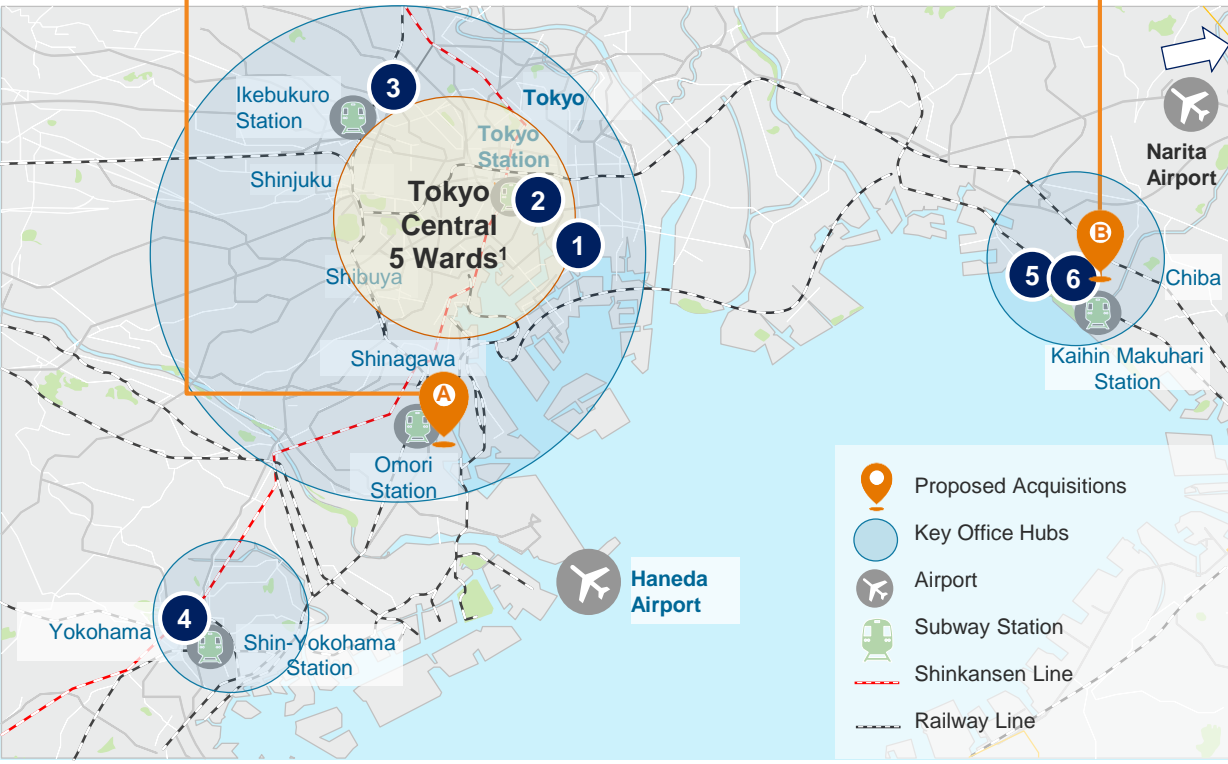 3
Ikebukuro
Station
Tokyo
Tokyo
Station
Shinjuku
Tokyo
Central
5 Wards¹
2
1
Shibuya
Shinagawa
A
Omori
Station
Narita
Airport
B
5
6
Chiba
Kaihin Makuhari
Station
Haneda
Airport
4
Yokohama
Shin-Yokohama
Station
Proposed Acquisitions
Key Office Hubs
Airport
Subway Station
Shinkansen Line
Railway Line